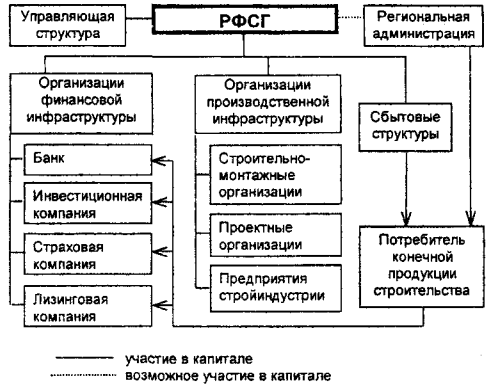 Управляющая
структура
РФСГ
Региональная
администрация
Организации
финансовой
инфраструктуры
Организации
производственной
инфраструктуры
Сбытовые
структуры
Банк
Инвестиционная
компания
Страховая
компания
Лизинговая
компания
Строительно-
монтажные
организации
Проектные
организации
Предприятия
стройиндустрии
Потребитель
конечной
продукции
строительства
участие в капитале
возможное участие в капитале